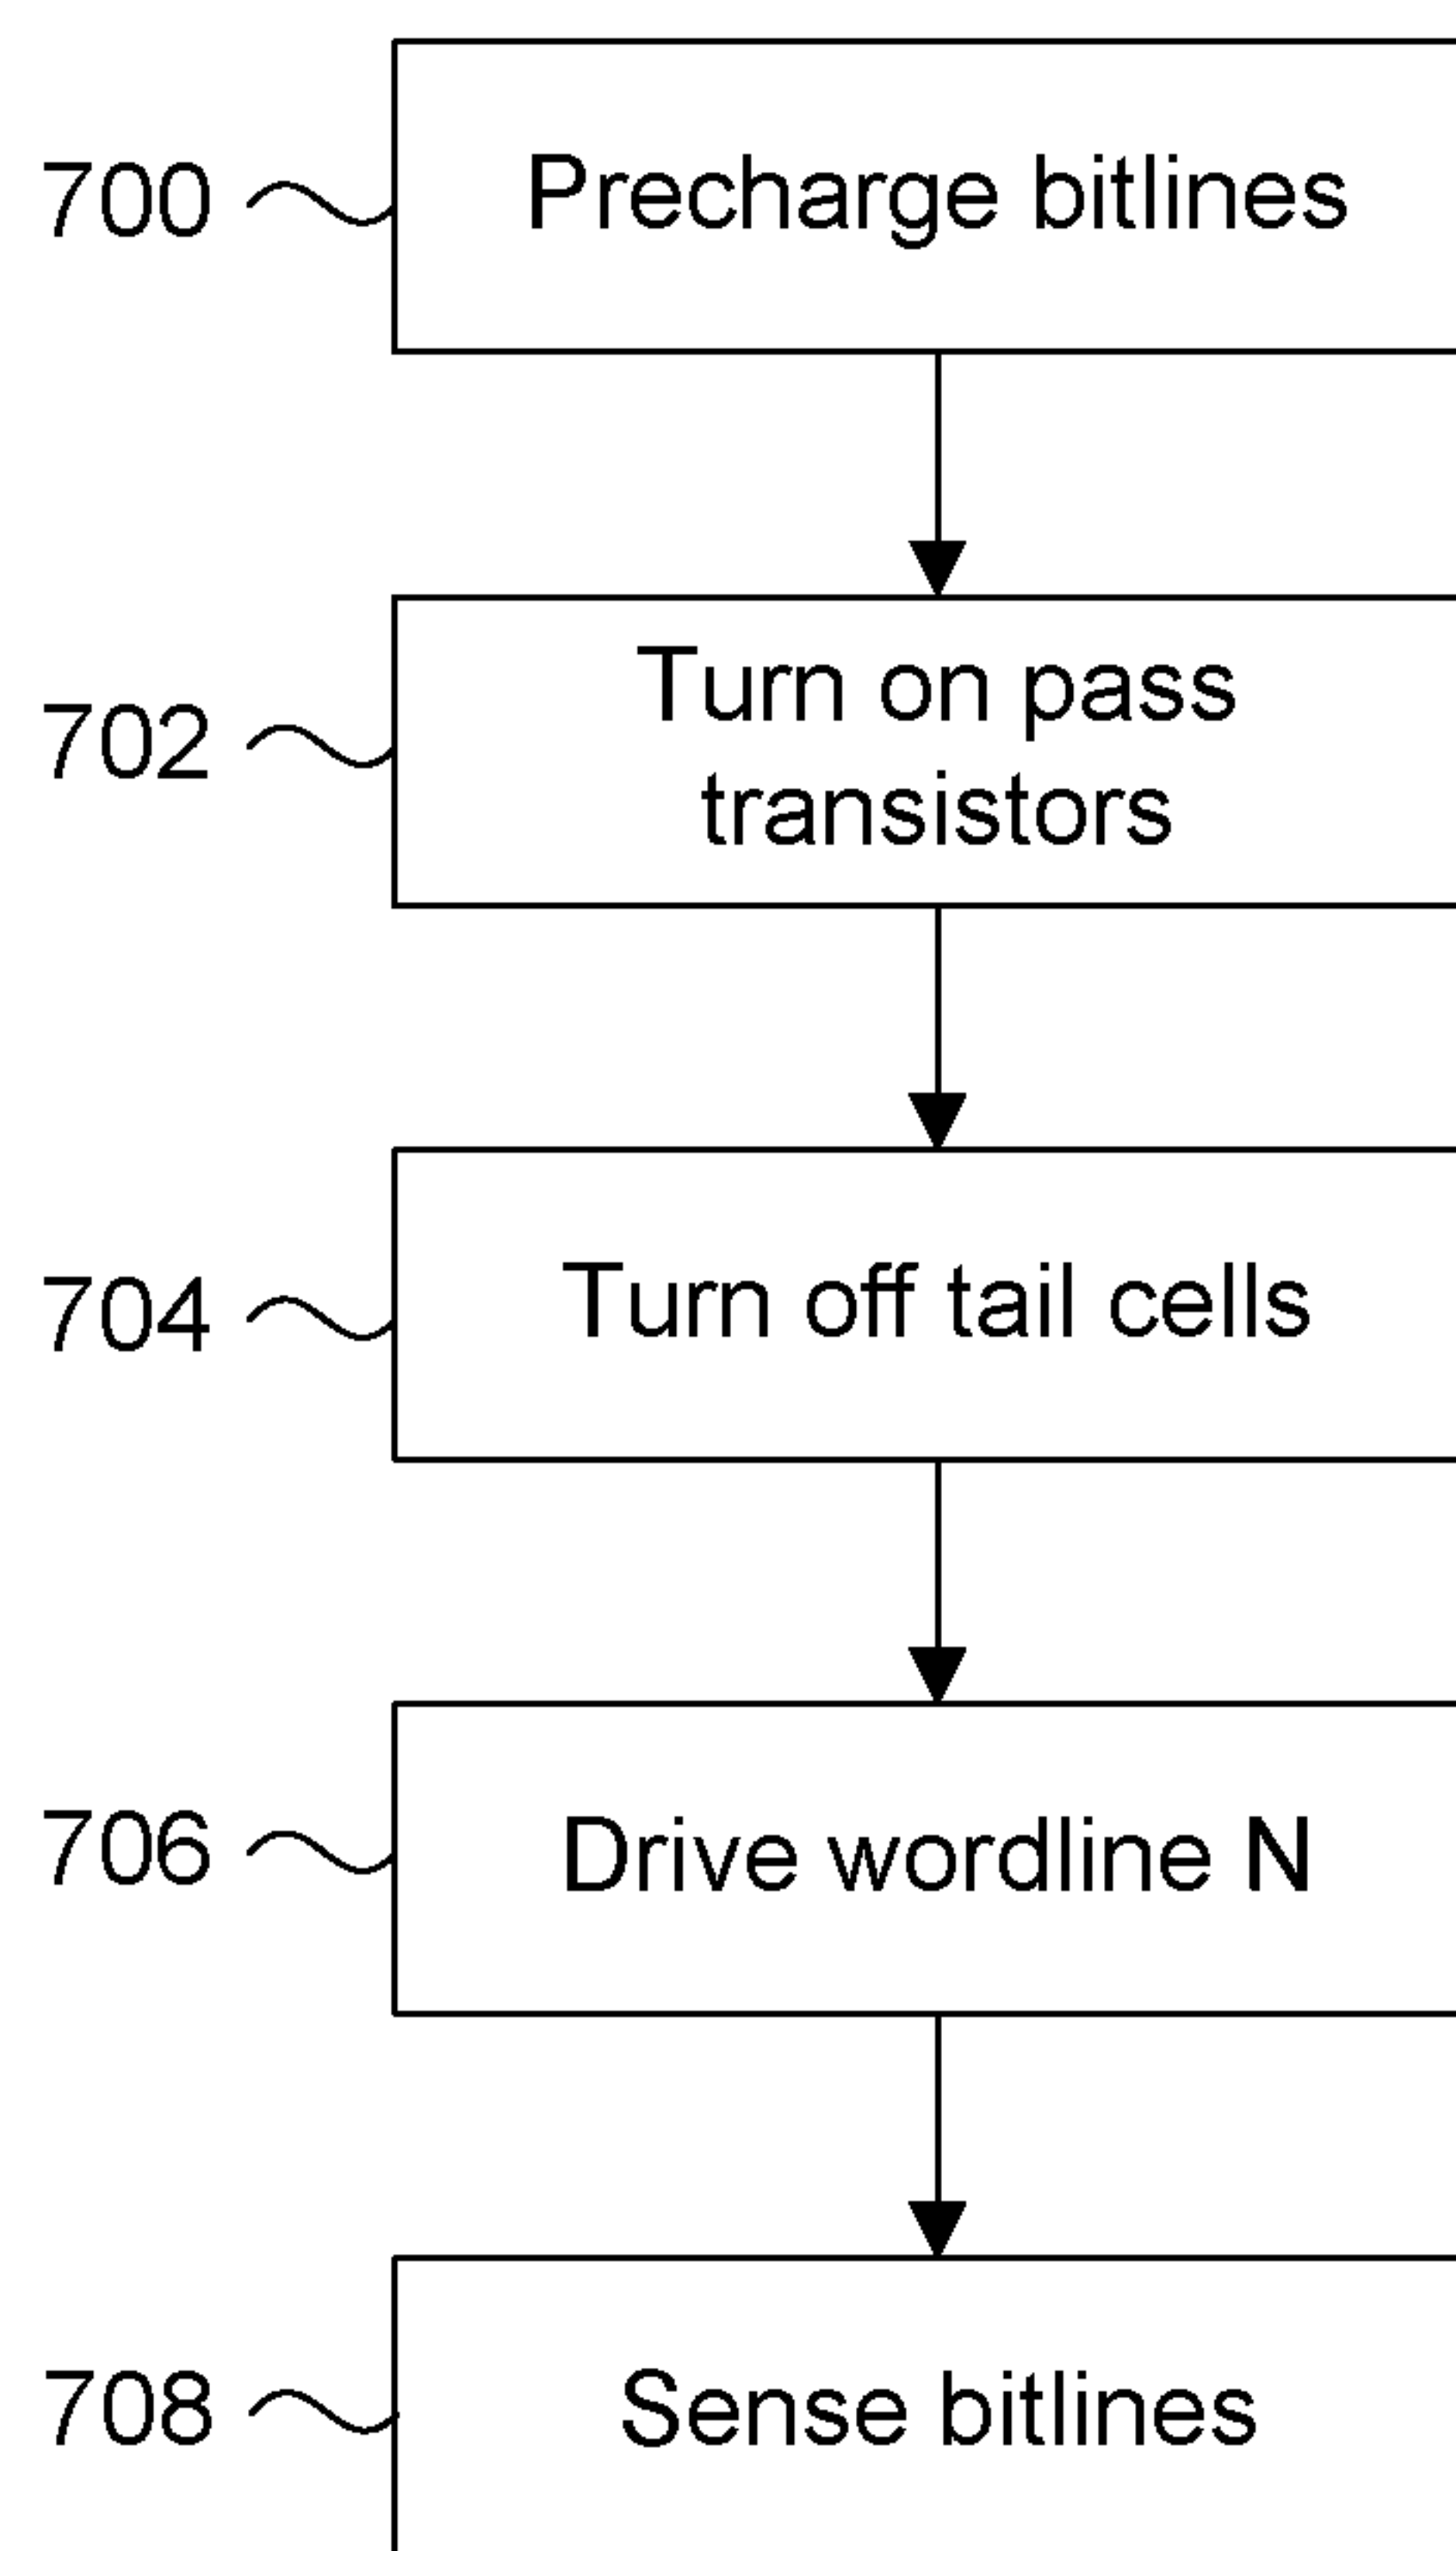 700
Precharge bitlines
702
Turn on pass
transistors
704
Turn off tail cells
706
Drive wordline N
708
Sense bitlines